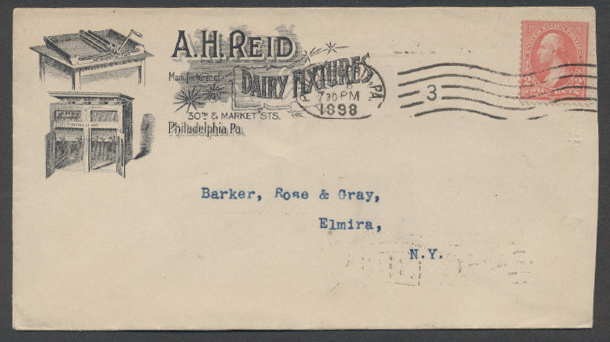 A. H. REID
Manufacturer of
DAIRY FIXTURES
30TH & MARKET STS.
Philadelphia, Pa.
PA.
7 30 PM
1898
3
Barker, Rose & Gray,
Elmira,
N.Y.